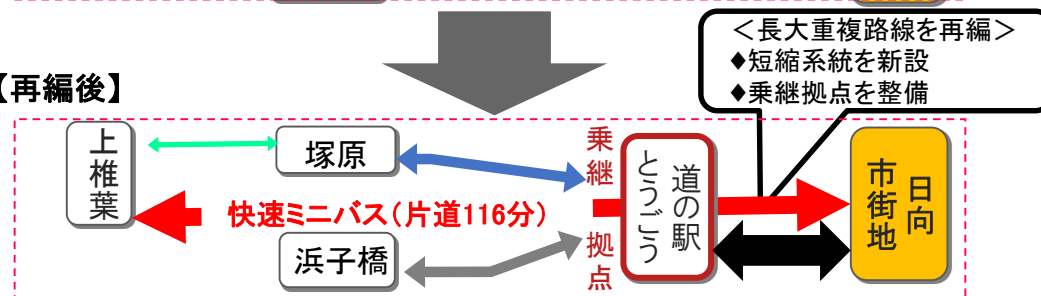 ＜長大重複路線を再編＞
◆短縮系統を新設
◆乗継拠点を整備
【再編後】
上椎葉
塚原
快速ミニバス（片道116分）
浜子橋
乗継拠点
道の駅
とうごう
日向
市街地